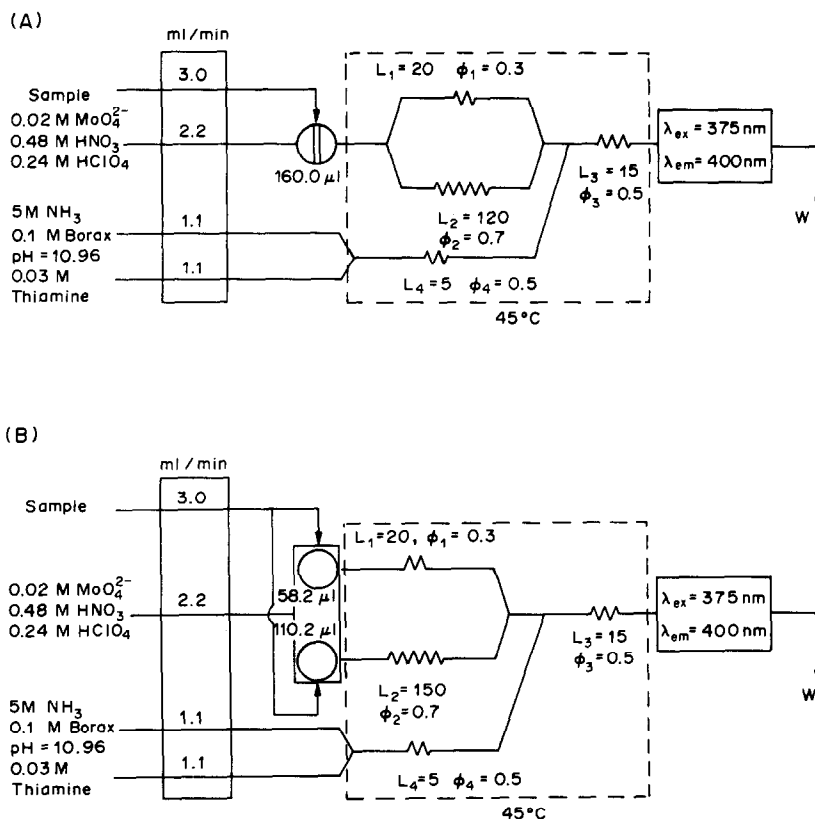 (A)
ml/min
3.0
Sample
0.02 M MoO₄²⁻
0.48 M HNO₃
0.24 M HClO₄
2.2
160.0 µl
L₁=20 ϕ₁=0.3
L₂=120
ϕ₂=0.7
L₃=15
ϕ₃=0.5
λex = 375 nm
λem = 400 nm
W
5M NH₃
0.1 M Borax
pH = 10.96
0.03 M
Thiamine
1.1
1.1
L₄=5 ϕ₄=0.5
45°C
(B)
ml/min
3.0
Sample
0.02 M MoO₄²⁻
0.48 M HNO₃
0.24 M HClO₄
2.2
58.2 µl
110.2 µl
L₁=20, ϕ₁=0.3
L₂=150
ϕ₂=0.7
L₃=15
ϕ₃=0.5
λex = 375 nm
λem = 400 nm
W
5M NH₃
0.1 M Borax
pH = 10.96
0.03 M
Thiamine
1.1
1.1
L₄=5 ϕ₄=0.5
45°C